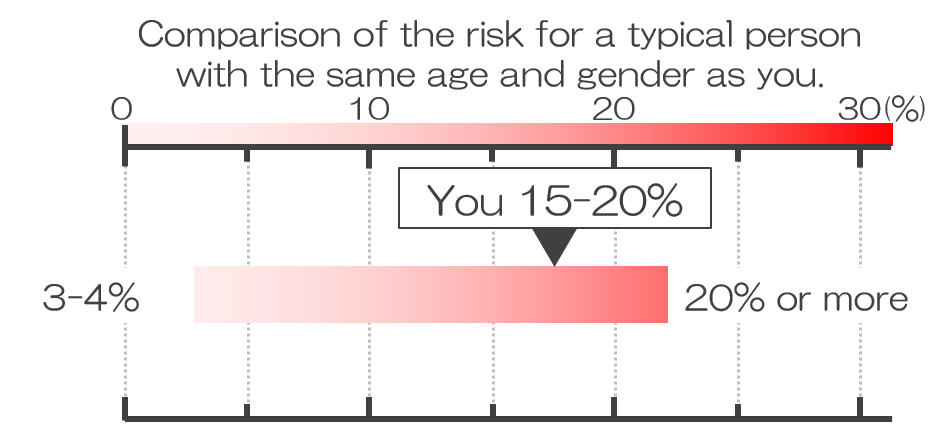 Comparison of the risk for a typical person
with the same age and gender as you.
0 10 20 30(%)
You 15-20%
3-4% 20% or more